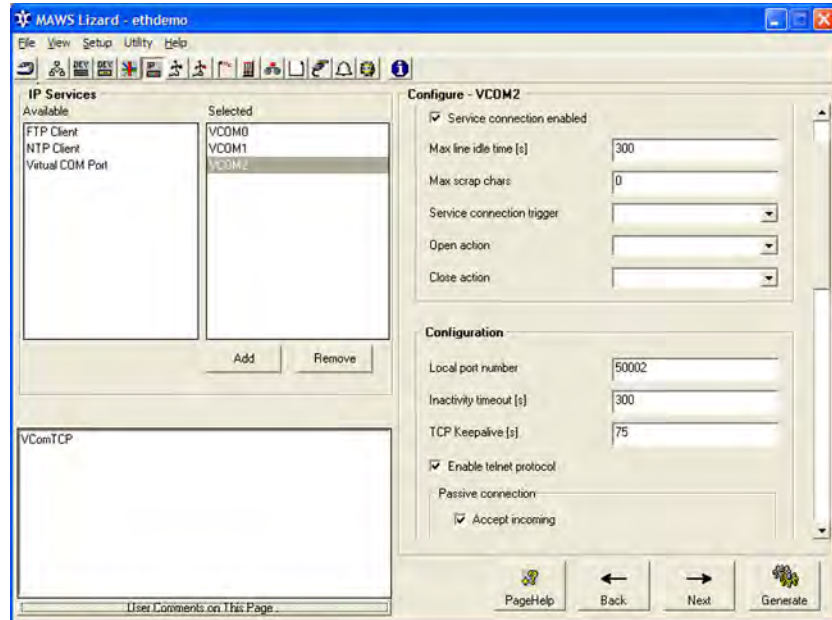 MAWS Lizard - ethdemo
File View Setup Utility Help
IP Services
Available
Selected
FTP Client
NTP Client
Virtual COM Port
VCOM0
VCOM1
VCOM2
Add
Remove
VComTCP
User Comments on This Page .
Configure - VCOM2
Service connection enabled
Max line idle time [s]
300
Max scrap chars
0
Service connection trigger
Open action
Close action
Configuration
Local port number
50002
Inactivity timeout [s]
300
TCP Keepalive [s]
75
Enable telnet protocol
Passive connection
Accept incoming
PageHelp
Back
Next
Generate